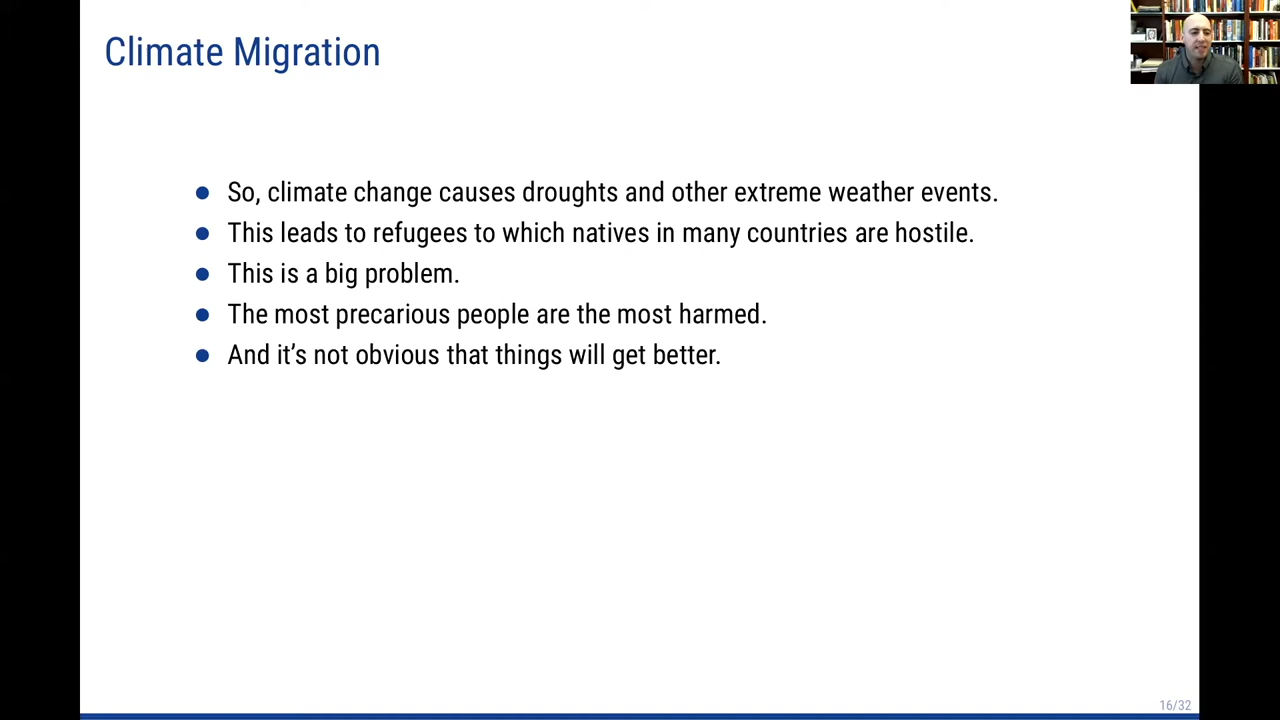 Climate Migration
So, climate change causes droughts and other extreme weather events.
This leads to refugees to which natives in many countries are hostile.
This is a big problem.
The most precarious people are the most harmed.
And it's not obvious that things will get better.
16/32